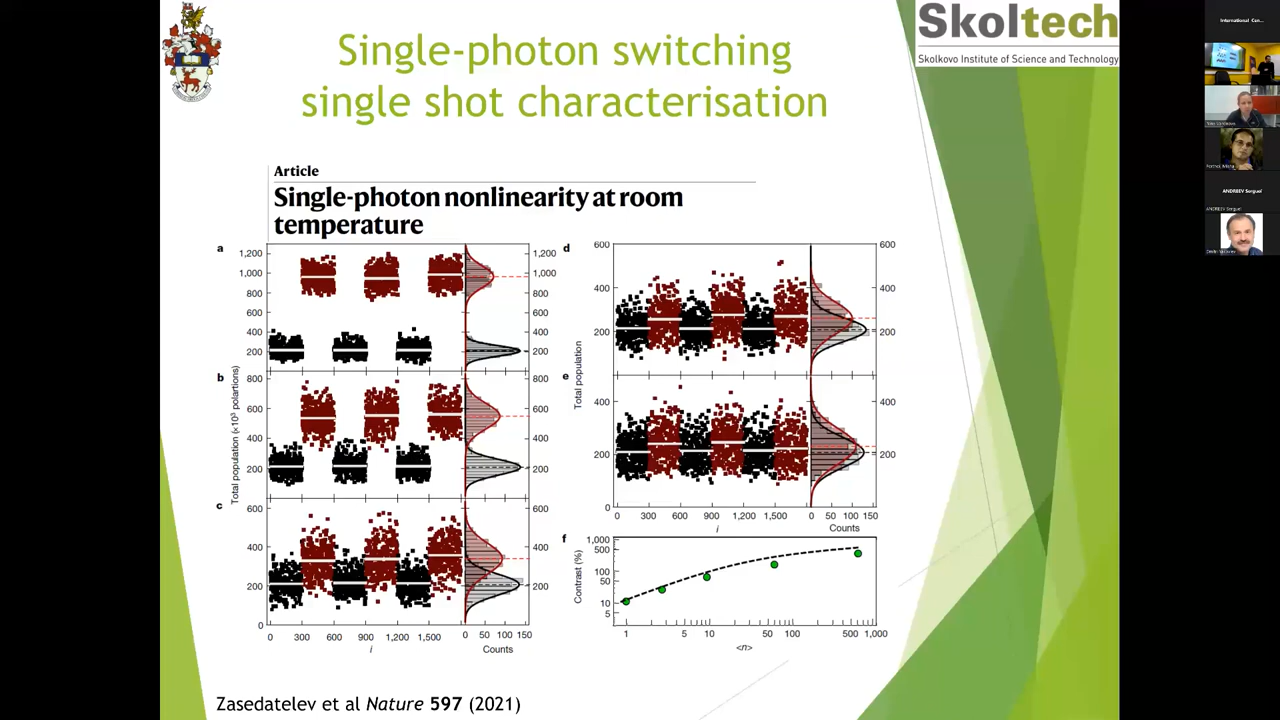 Single-photon switching
single shot characterisation
Skoltech
Skolkovo Institute of Science and Technology
Article
Single-photon nonlinearity at room
temperature
a
1,200
1,000
800
600
400
200
1,000
800
600
400
200
b
800
600
400
200
800
600
400
200
c
600
400
200
0
600
400
200
Total population (×10³ polaritons)
0 300 600 900 1,200 1,500
i
0 50 100 150
Counts
d
600
400
200
600
400
200
e
400
200
0
400
200
Total population
0 300 600 900 1,200 1,500
i
0 50 100 150
Counts
f
Contrast (%)
1,000
500
100
50
10
5
1 5 10 50 100 500 1,000
<n>
Zasedatelev et al Nature 597 (2021)
International Cen...
ANDREEV Serguei
ANDREEV Serguei